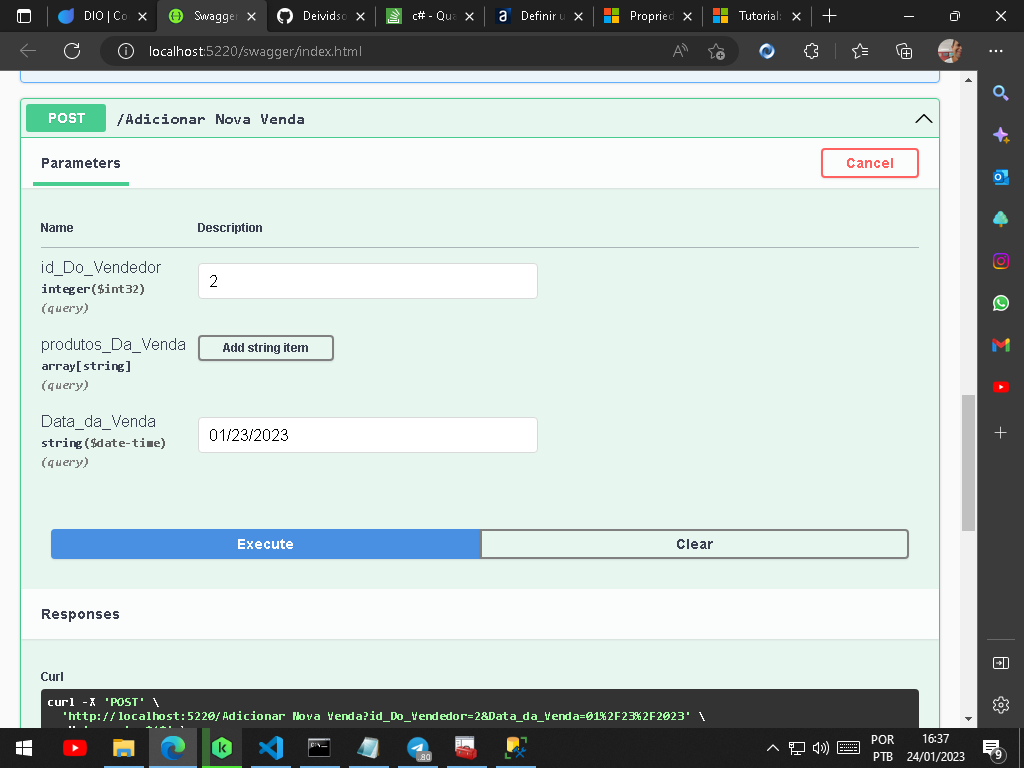 DIO | Co
Swagge
Deividso
c# - Qua
Definir u
Propried
Tutorial:
localhost:5220/swagger/index.html
POST
/Adicionar Nova Venda
Parameters
Cancel
Name
Description
id_Do_Vendedor
integer($int32)
(query)
2
produtos_Da_Venda
array[string]
(query)
Add string item
Data_da_Venda
string($date-time)
(query)
01/23/2023
Execute
Clear
Responses
Curl
curl -X 'POST' \
'http://localhost:5220/Adicionar Nova Venda?id_Do_Vendedor=2&Data_da_Venda=01%2F23%2F2023' \
.80
POR
PTB
16:37
24/01/2023
9